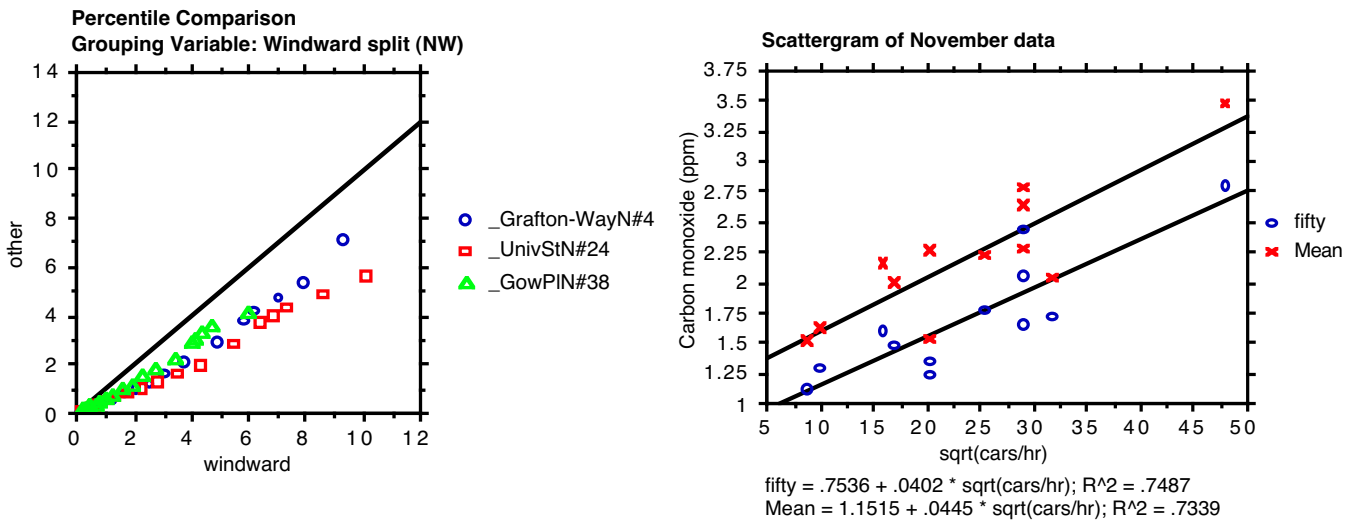 Percentile Comparison
Grouping Variable: Windward split (NW)
14
12
10
8
6
4
2
0
other
0 2 4 6 8 10 12
windward
_Grafton-WayN#4
_UnivStN#24
_GowPlN#38
Scattergram of November data
3.75
3.5
3.25
3
2.75
2.5
2.25
2
1.75
1.5
1.25
1
Carbon monoxide (ppm)
5 10 15 20 25 30 35 40 45 50
sqrt(cars/hr)
fifty
Mean
fifty = .7536 + .0402 * sqrt(cars/hr); R^2 = .7487
Mean = 1.1515 + .0445 * sqrt(cars/hr); R^2 = .7339